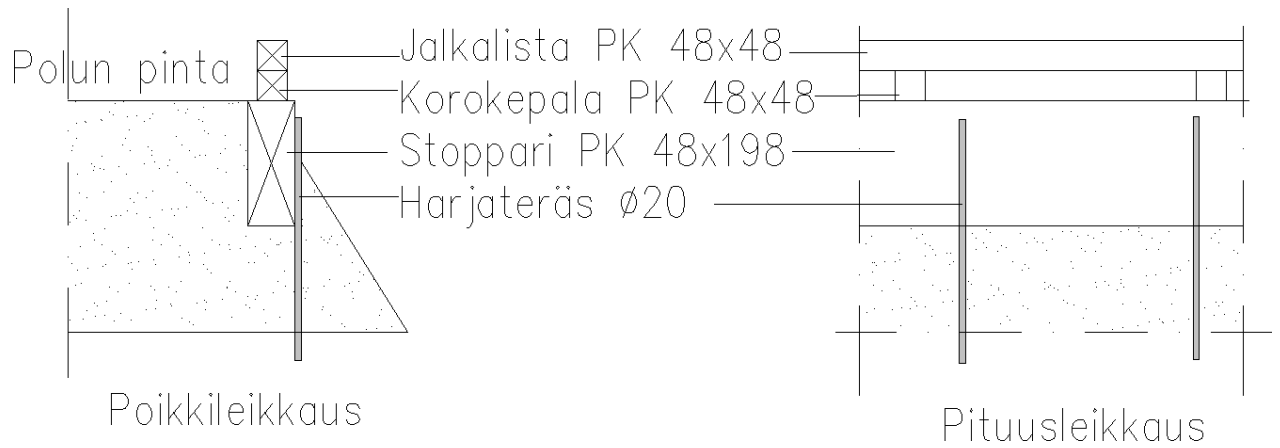 Polun pinta
Jalkalista PK 48x48
Korokepala PK 48x48
Stoppari PK 48x198
Harjateräs Ø20
Poikkileikkaus
Pituusleikkaus